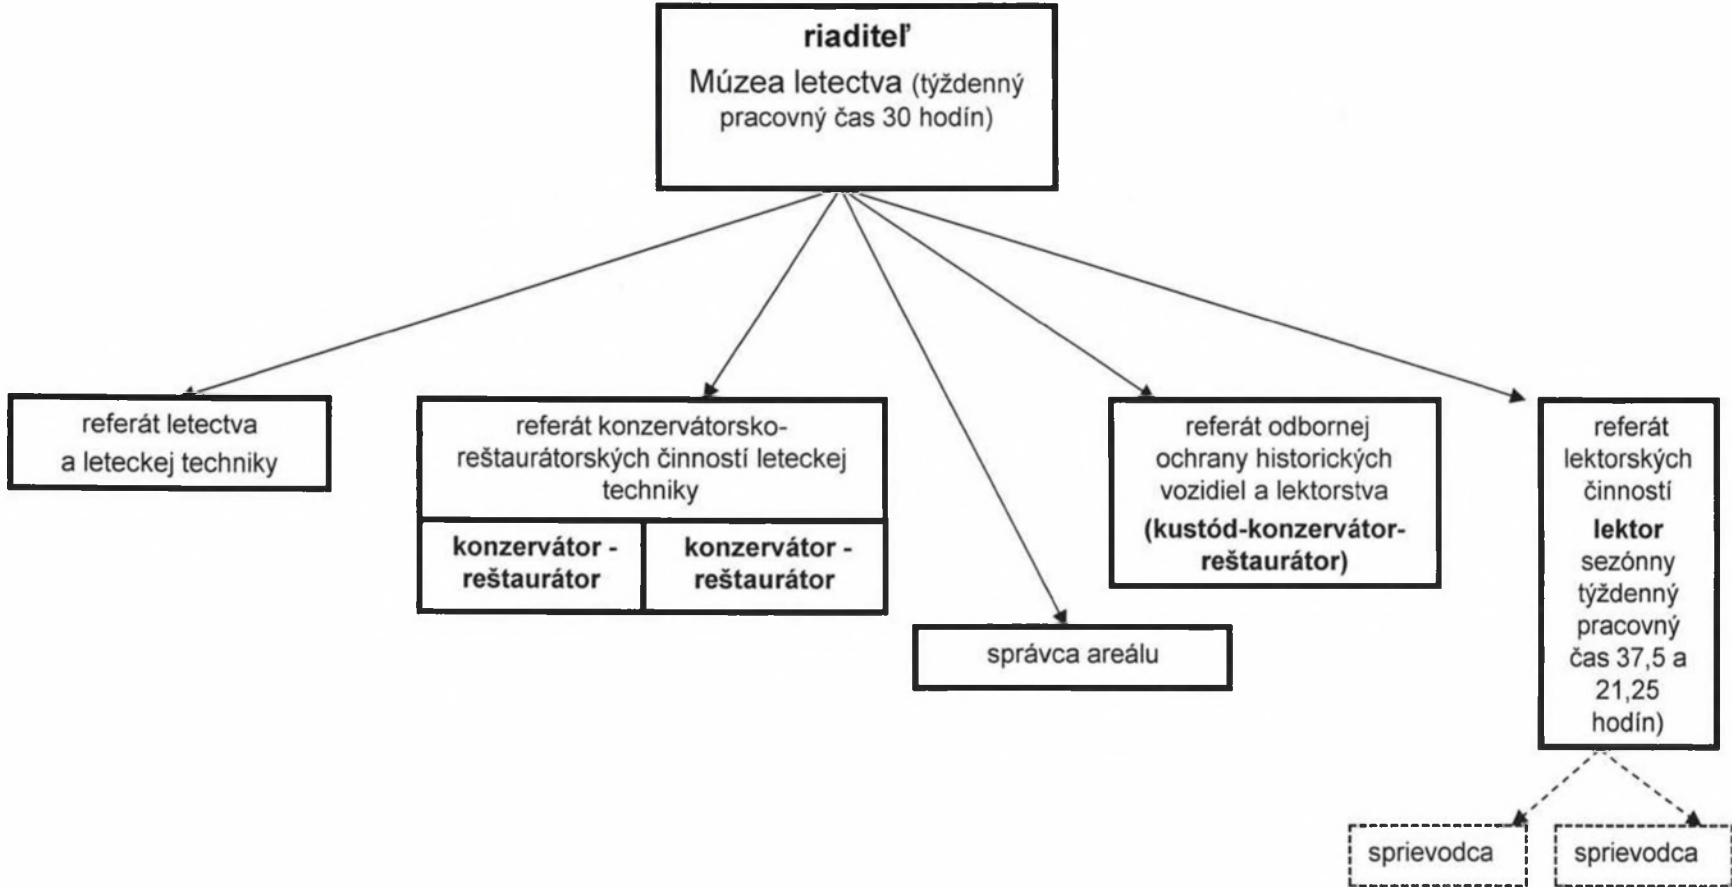 riaditeľ
Múzea letectva (týždenný
pracovný čas 30 hodín)
referát letectva
a leteckej techniky
referát konzervátorsko-
reštaurátorských činností leteckej
techniky
konzervátor -
reštaurátor
konzervátor -
reštaurátor
správca areálu
referát odbornej
ochrany historických
vozidiel a lektorstva
(kustód-konzervátor-
reštaurátor)
referát
lektorských
činností
lektor
sezónny
týždenný
pracovný
čas 37,5 a
21,25
hodín)
sprievodca
sprievodca